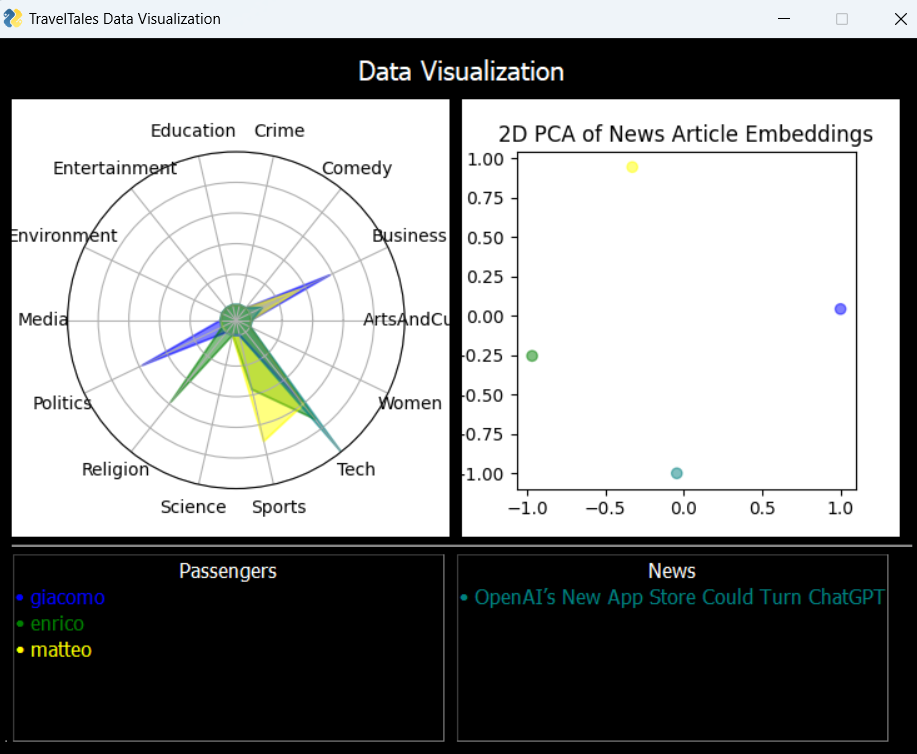 TravelTales Data Visualization
Data Visualization
Education Crime
Entertainment Comedy
Environment Business
Media ArtsAndCu
Politics Women
Religion Tech
Science Sports
2D PCA of News Article Embeddings
1.00
0.75
0.50
0.25
0.00
-0.25
-0.50
-0.75
-1.00
−1.0 −0.5 0.0 0.5 1.0
Passengers
• giacomo
• enrico
• matteo
News
• OpenAI’s New App Store Could Turn ChatGPT